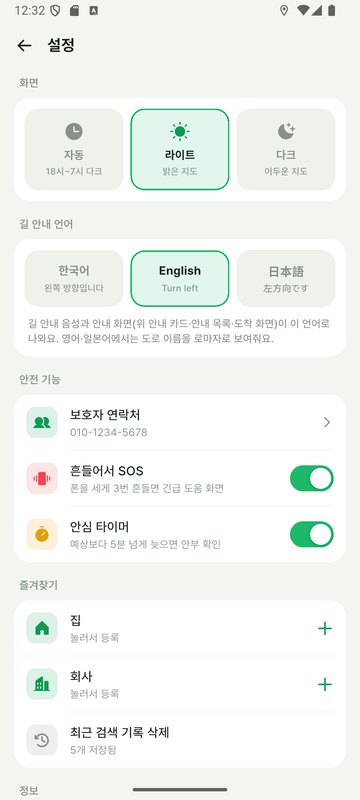 12:32
설정
화면
자동
18시~7시 다크
라이트
밝은 지도
다크
어두운 지도
길 안내 언어
한국어
왼쪽 방향입니다
English
Turn left
日本語
左方向です
길 안내 음성과 안내 화면(위 안내 카드·안내 목록·도착 화면)이 이 언어로
나와요. 영어·일본어에서는 도로 이름을 로마자로 보여줘요.
안전 기능
보호자 연락처
010-1234-5678
흔들어서 SOS
폰을 세게 3번 흔들면 긴급 도움 화면
안심 타이머
예상보다 5분 넘게 늦으면 안부 확인
즐겨찾기
집
눌러서 등록
회사
눌러서 등록
최근 검색 기록 삭제
5개 저장됨
정보